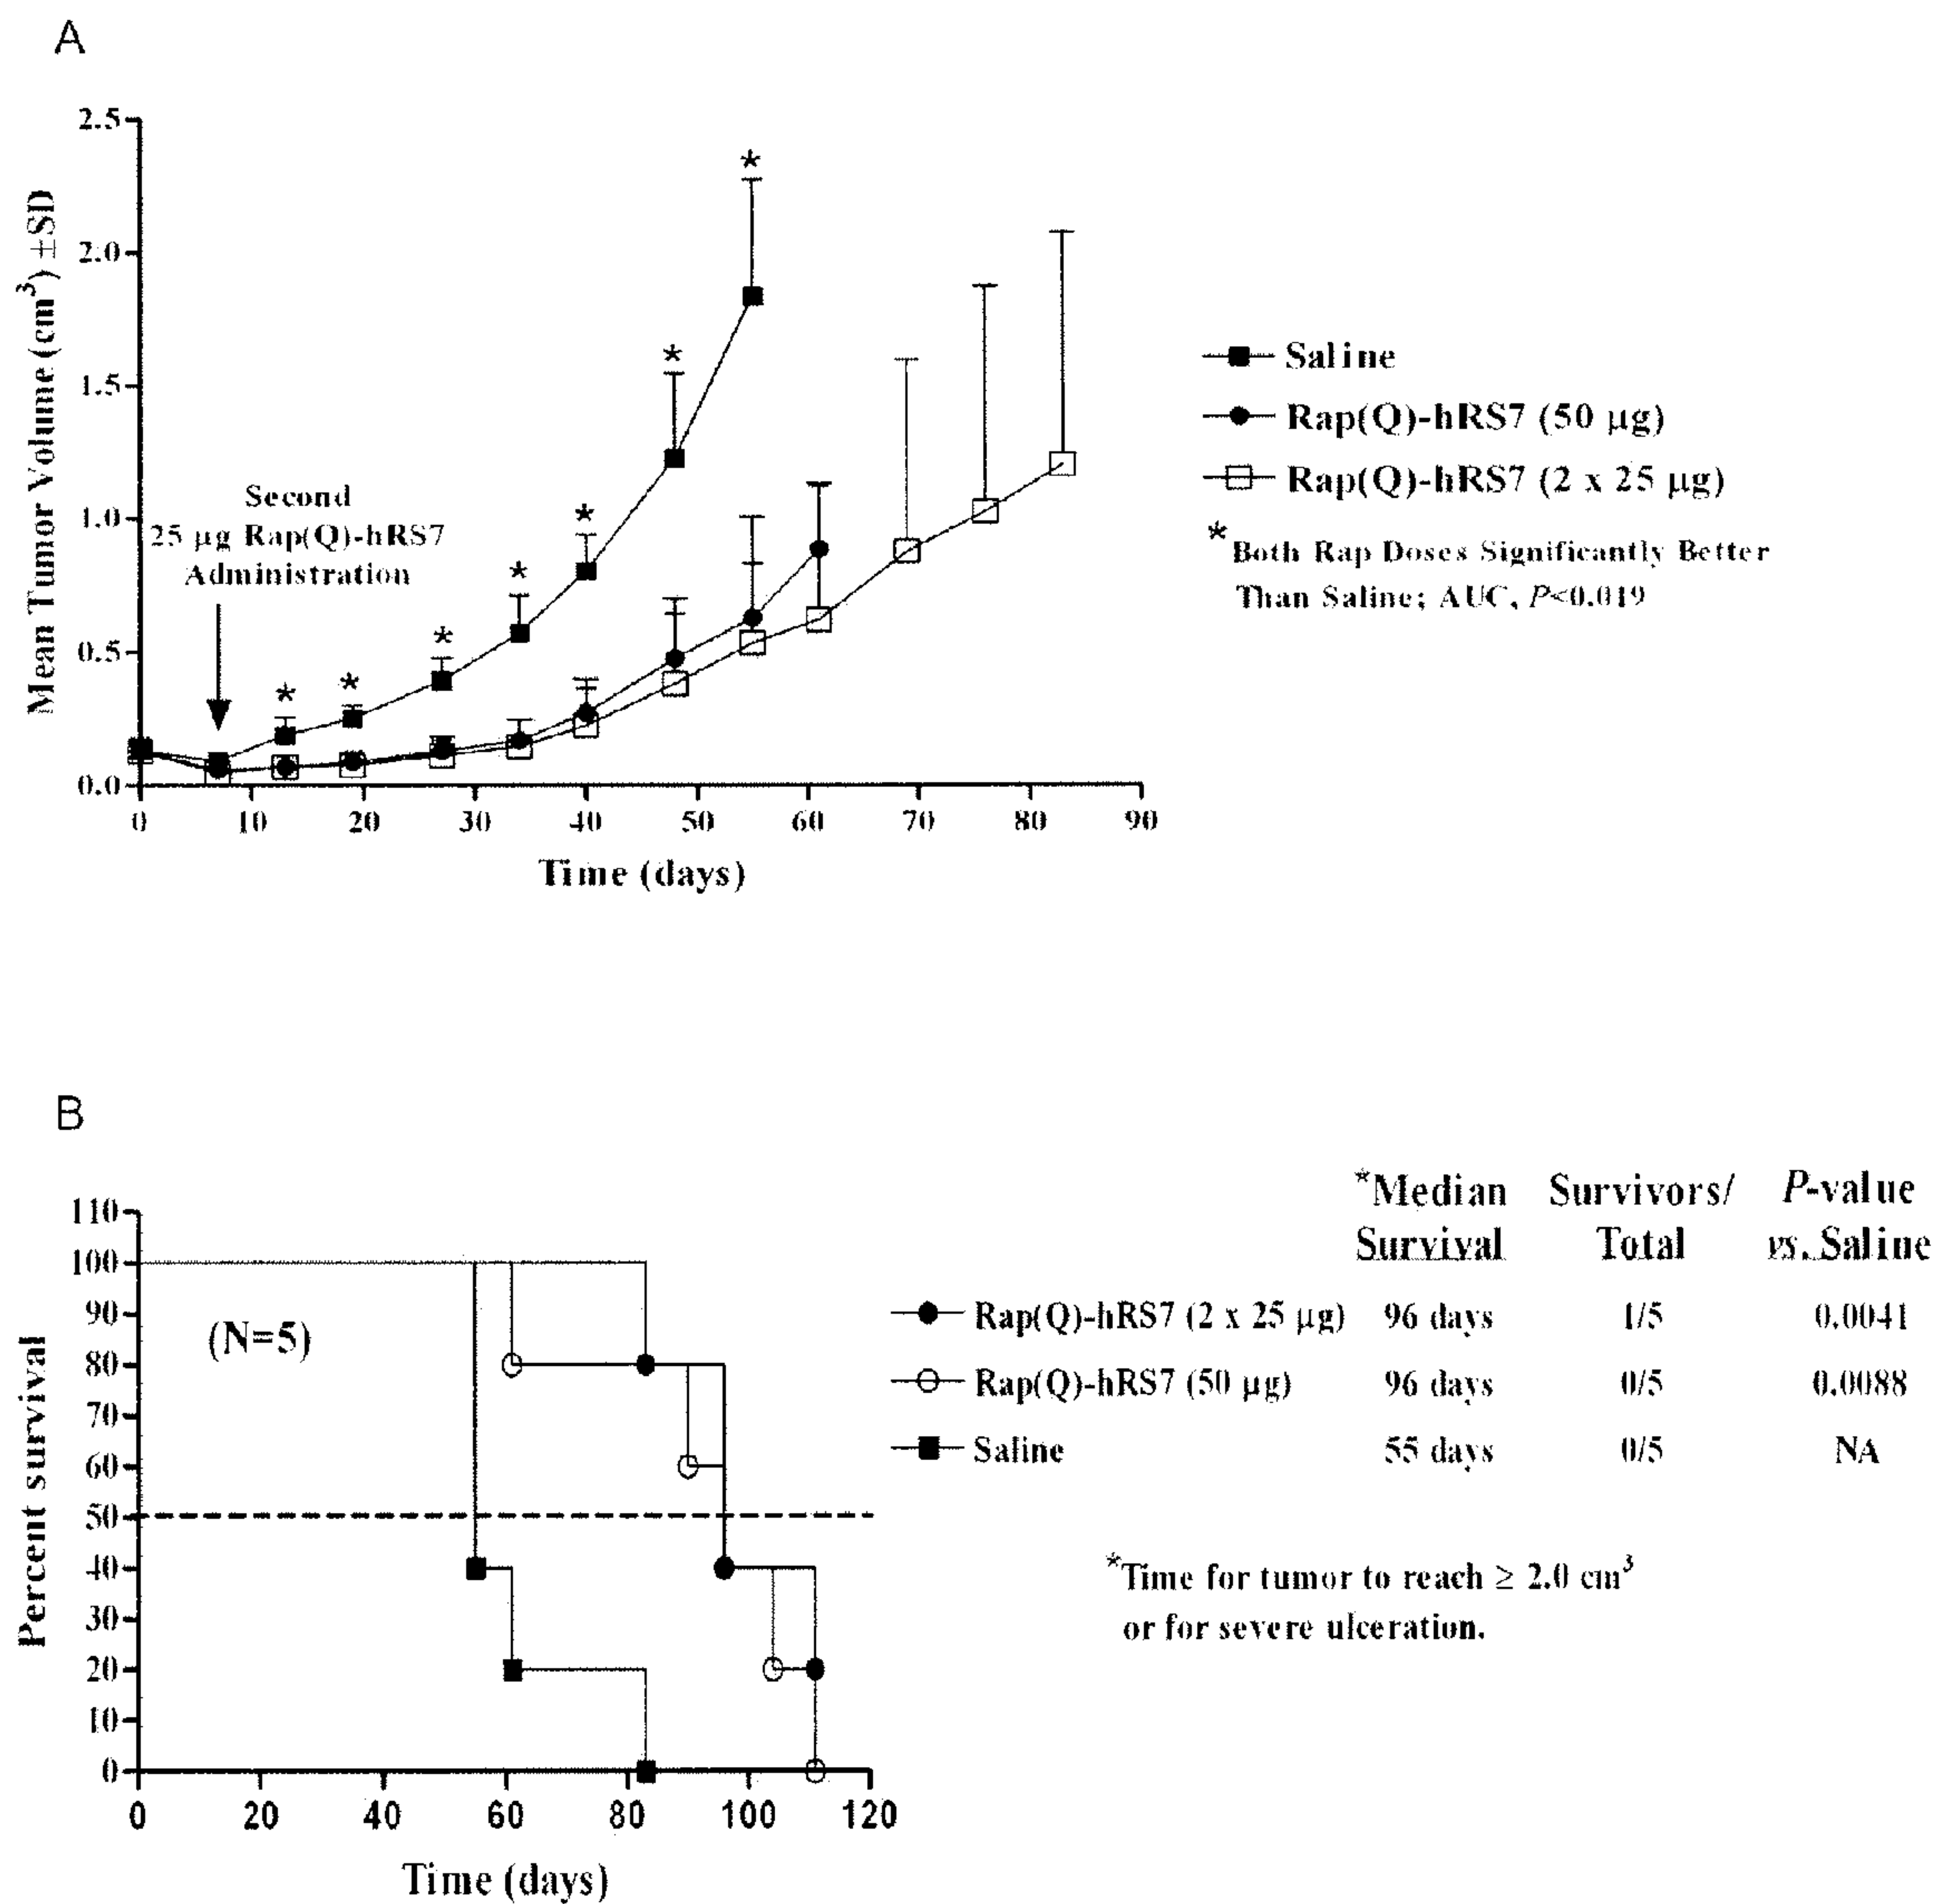 A
2.5
2.0
1.5
1.0
0.5
0.0
Mean Tumor Volume (cm³) ±SD
Second
25 µg Rap(Q)-hRS7
Administration
*
*
*
*
*
*
*
0 10 20 30 40 50 60 70 80 90
Time (days)
Saline
Rap(Q)-hRS7 (50 µg)
Rap(Q)-hRS7 (2 x 25 µg)
* Both Rap Doses Significantly Better
Than Saline; AUC, P<0.019
B
110
100
90
80
70
60
50
40
30
20
10
0
Percent survival
(N=5)
0 20 40 60 80 100 120
Time (days)
*Median Survivors/ P-value
Survival Total vs. Saline
Rap(Q)-hRS7 (2 x 25 µg) 96 days 1/5 0.0041
Rap(Q)-hRS7 (50 µg) 96 days 0/5 0.0088
Saline 55 days 0/5 NA
*Time for tumor to reach ≥ 2.0 cm³
or for severe ulceration.